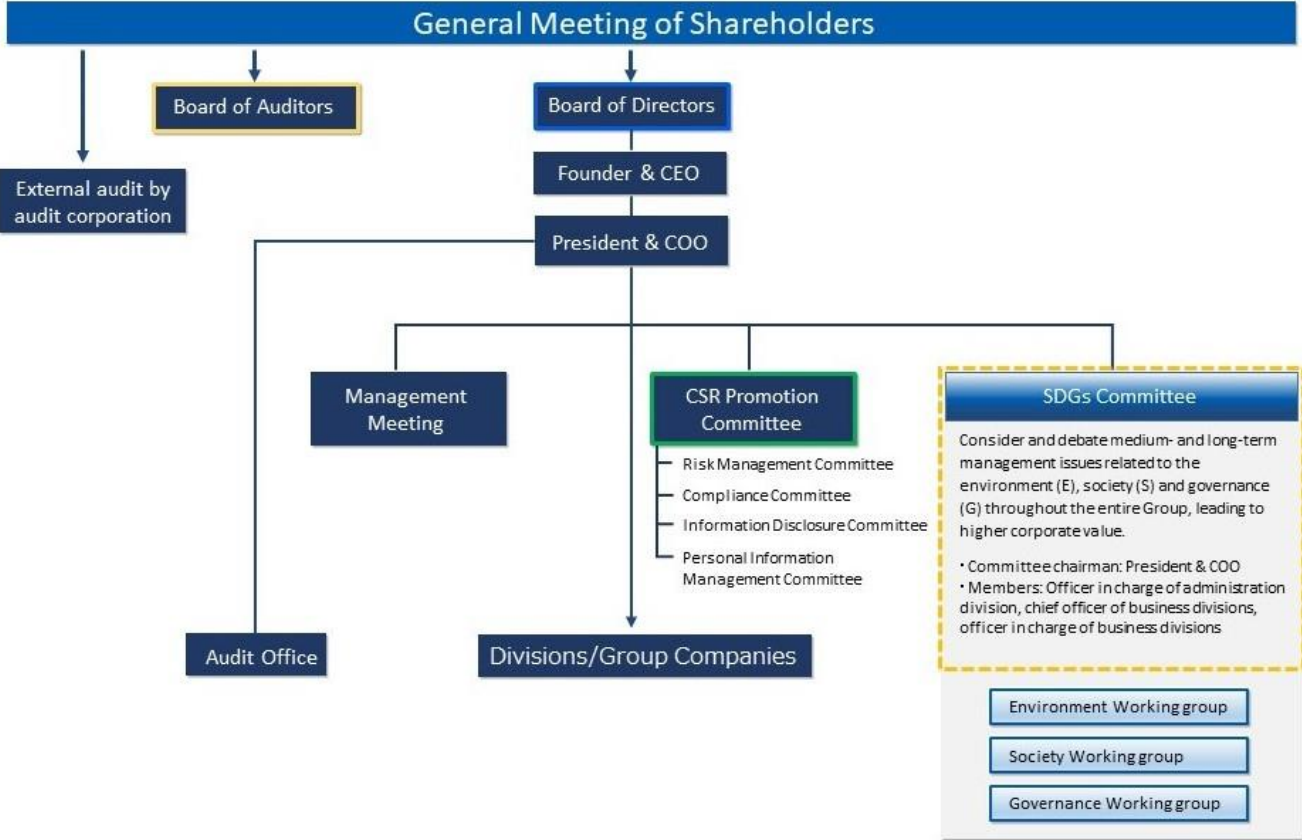 General Meeting of Shareholders
Board of Auditors
Board of Directors
External audit by
audit corporation
Founder & CEO
President & COO
Management
Meeting
CSR Promotion
Committee
Risk Management Committee
Compliance Committee
Information Disclosure Committee
Personal Information
Management Committee
SDGs Committee
Consider and debate medium- and long-term
management issues related to the
environment (E), society (S) and governance
(G) throughout the entire Group, leading to
higher corporate value.
・Committee chairman: President & COO
・Members: Officer in charge of administration
division, chief officer of business divisions,
officer in charge of business divisions
Audit Office
Divisions/Group Companies
Environment Working group
Society Working group
Governance Working group